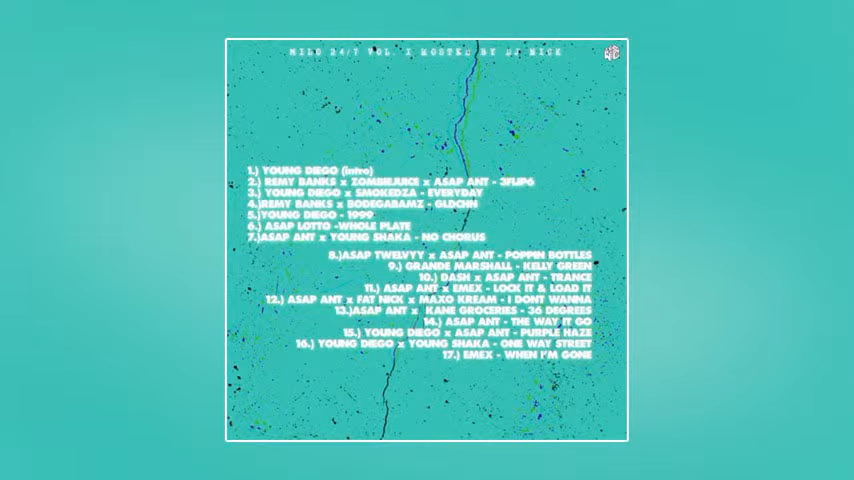 MILO 24/7 VOL. I HOSTED BY DJ NICK
1.) YOUNG DIEGO (intro)
2.) REMY BANKS x ZOMBIEJUICE x ASAP ANT - 3FLIP6
3.) YOUNG DIEGO x SMOKEDZA - EVERYDAY
4.)REMY BANKS x BODEGABAMZ - GLDCHN
5.)YOUNG DIEGO - 1999
6.) ASAP LOTTO -WHOLE PLATE
7.)ASAP ANT x YOUNG SHAKA - NO CHORUS
8.)ASAP TWELVYY x ASAP ANT - POPPIN BOTTLES
9.) GRANDE MARSHALL - KELLY GREEN
10.) DASH x ASAP ANT - TRANCE
11.) ASAP ANT x EMEX - LOCK IT & LOAD IT
12.) ASAP ANT x FAT NICK x MAXO KREAM - I DONT WANNA
13.)ASAP ANT x KANE GROCERIES - 36 DEGREES
14.) ASAP ANT - THE WAY IT GO
15.) YOUNG DIEGO x ASAP ANT - PURPLE HAZE
16.) YOUNG DIEGO x YOUNG SHAKA - ONE WAY STREET
17.) EMEX - WHEN I'M GONE